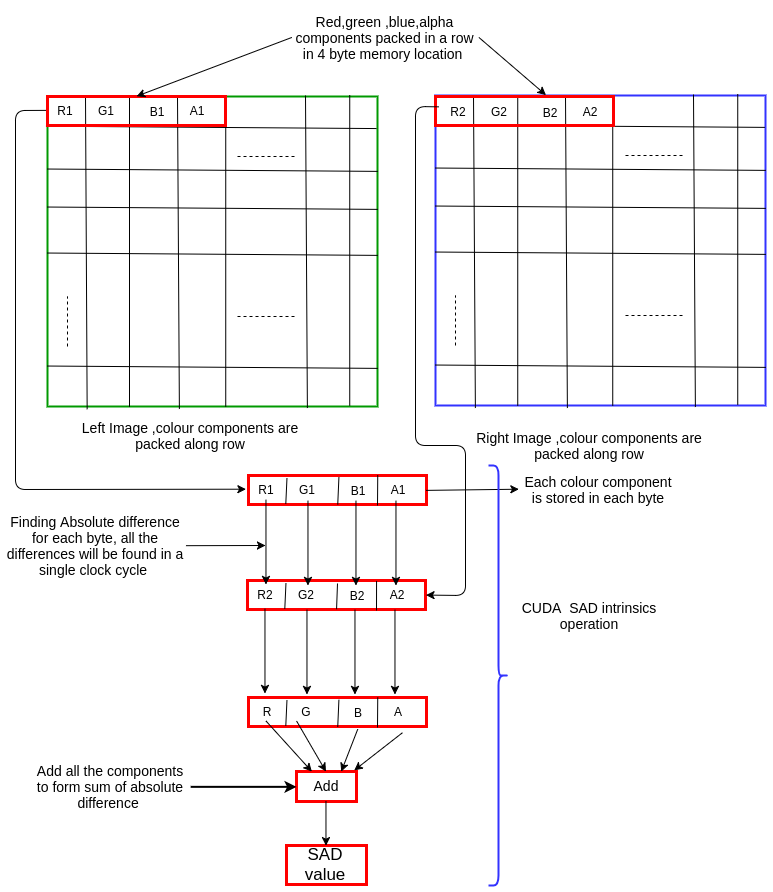 Red,green ,blue,alpha
components packed in a row
in 4 byte memory location
R1 G1 B1 A1
R2 G2 B2 A2
Left Image ,colour components are
packed along row
Right Image ,colour components are
packed along row
R1 G1 B1 A1
Each colour component
is stored in each byte
Finding Absolute difference
for each byte, all the
differences will be found in a
single clock cycle
R2 G2 B2 A2
CUDA  SAD intrinsics
operation
R G B A
Add all the components
to form sum of absolute
difference
Add
SAD
value